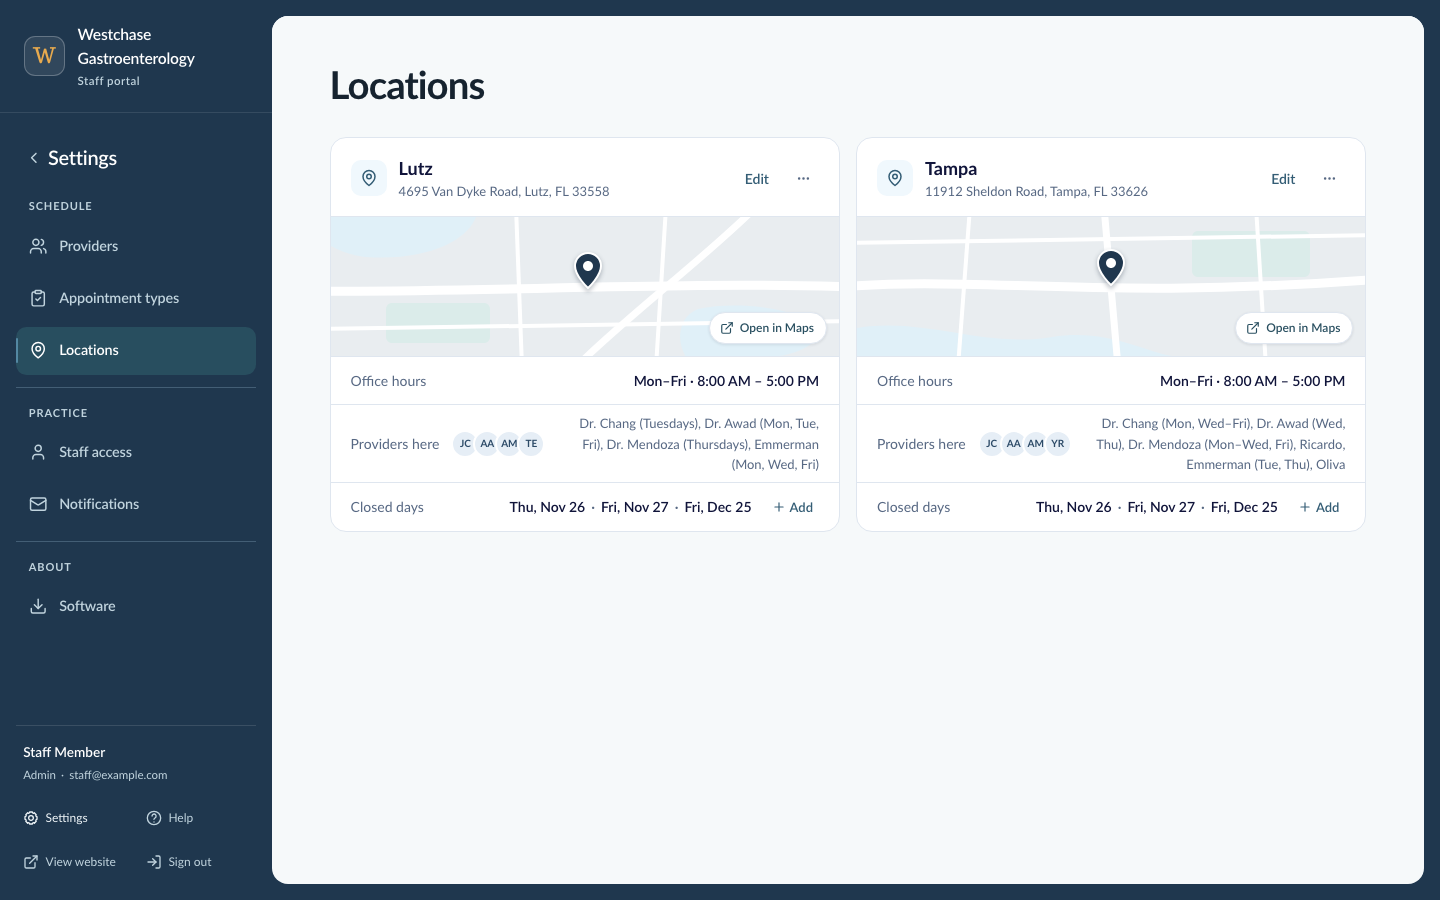 W
Westchase
Gastroenterology
Staff portal
Settings
SCHEDULE
Providers
Appointment types
Locations
PRACTICE
Staff access
Notifications
ABOUT
Software
Staff Member
Admin · staff@example.com
Settings
Help
View website
Sign out
Locations
Lutz
4695 Van Dyke Road, Lutz, FL 33558
Edit
Open in Maps
Office hours
Mon–Fri · 8:00 AM – 5:00 PM
Providers here
JC AA AM TE
Dr. Chang (Tuesdays), Dr. Awad (Mon, Tue,
Fri), Dr. Mendoza (Thursdays), Emmerman
(Mon, Wed, Fri)
Closed days
Thu, Nov 26 · Fri, Nov 27 · Fri, Dec 25
+ Add
Tampa
11912 Sheldon Road, Tampa, FL 33626
Edit
Open in Maps
Office hours
Mon–Fri · 8:00 AM – 5:00 PM
Providers here
JC AA AM YR
Dr. Chang (Mon, Wed–Fri), Dr. Awad (Wed,
Thu), Dr. Mendoza (Mon–Wed, Fri), Ricardo,
Emmerman (Tue, Thu), Oliva
Closed days
Thu, Nov 26 · Fri, Nov 27 · Fri, Dec 25
+ Add